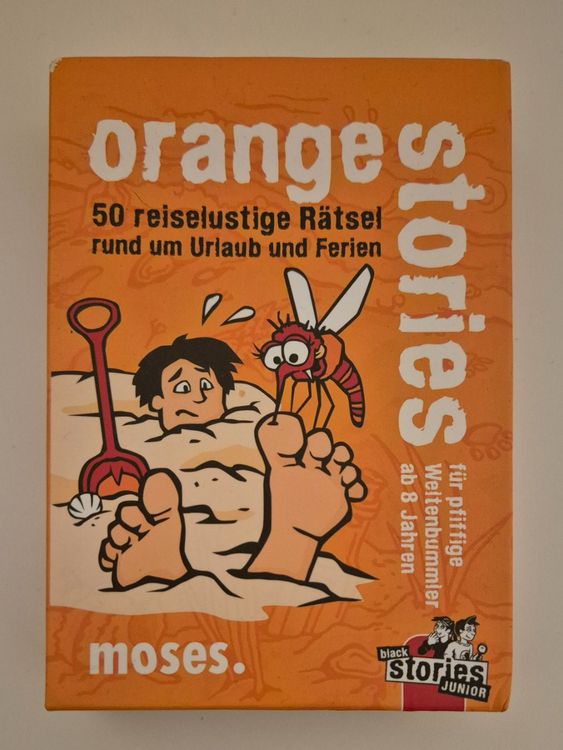 orange
stories
50 reiselustige Rätsel
rund um Urlaub und Ferien
für pfiffige
Weltenbummler
ab 8 Jahren
moses.
black
stories
JUNIOR